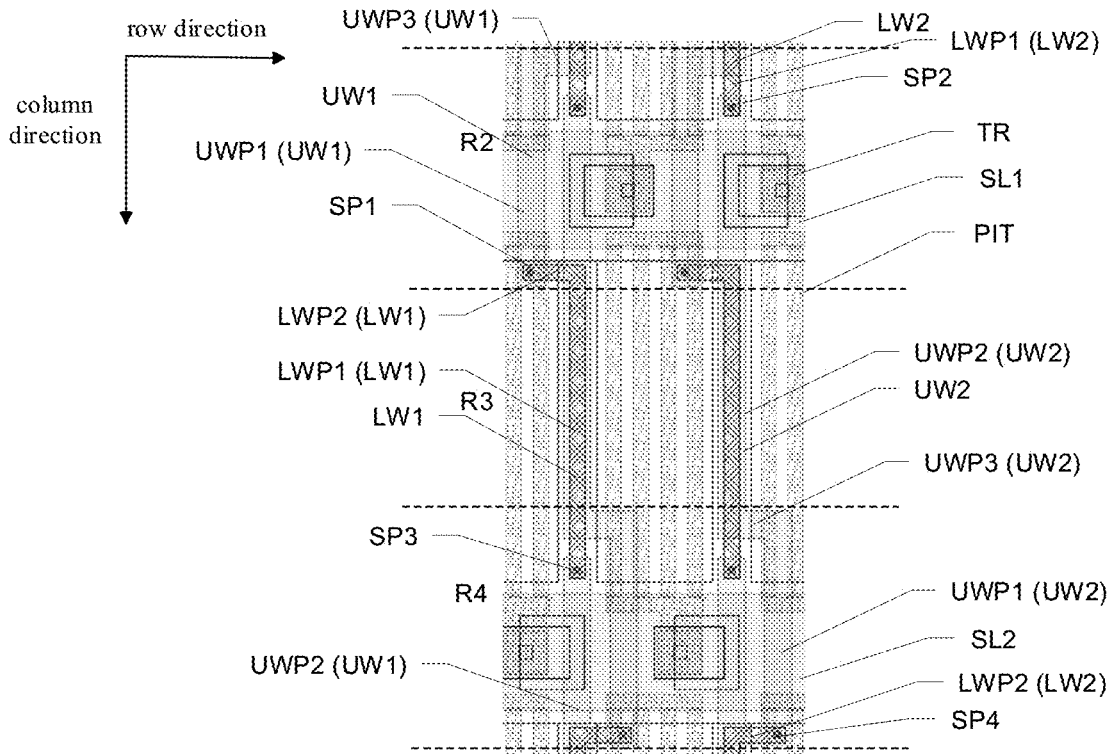 UWP3 (UW1)
LW2
row direction
LWP1 (LW2)
SP2
UW1
column
direction
R2
TR
UWP1 (UW1)
SL1
SP1
PIT
LWP2 (LW1)
UWP2 (UW2)
LWP1 (LW1)
UW2
R3
LW1
UWP3 (UW2)
SP3
R4
UWP1 (UW2)
SL2
UWP2 (UW1)
LWP2 (LW2)
SP4